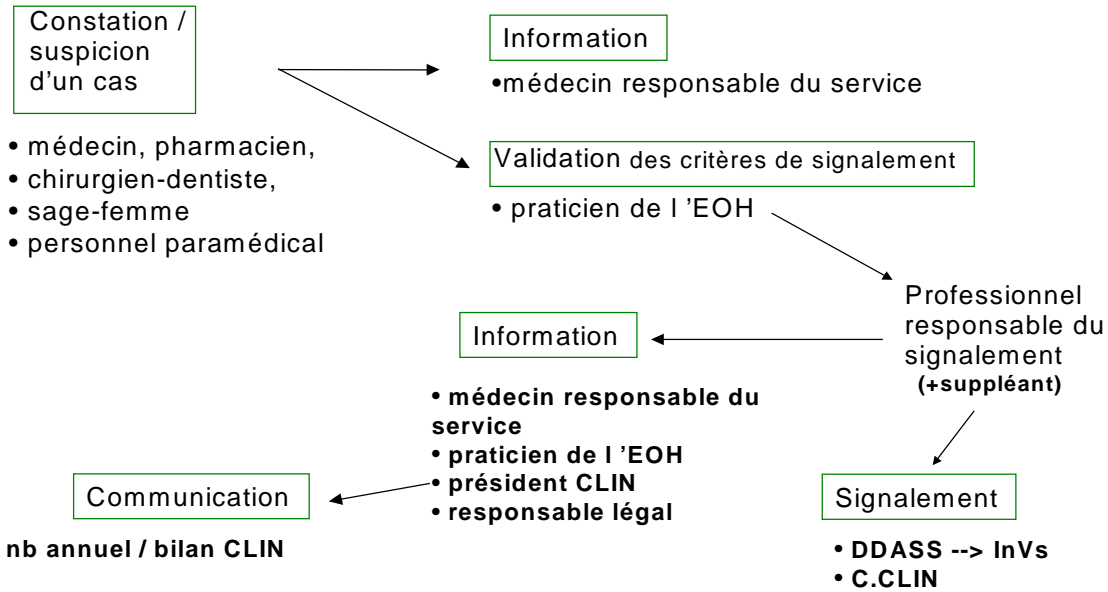 Constation /
suspicion
d'un cas
• médecin, pharmacien,
• chirurgien-dentiste,
• sage-femme
• personnel paramédical
Information
•médecin responsable du service
Validation des critères de signalement
• praticien de l 'EOH
Professionnel
responsable du
signalement
(+suppléant)
Information
• médecin responsable du
service
• praticien de l 'EOH
• président CLIN
• responsable légal
Communication
nb annuel / bilan CLIN
Signalement
• DDASS --> InVs
• C.CLIN